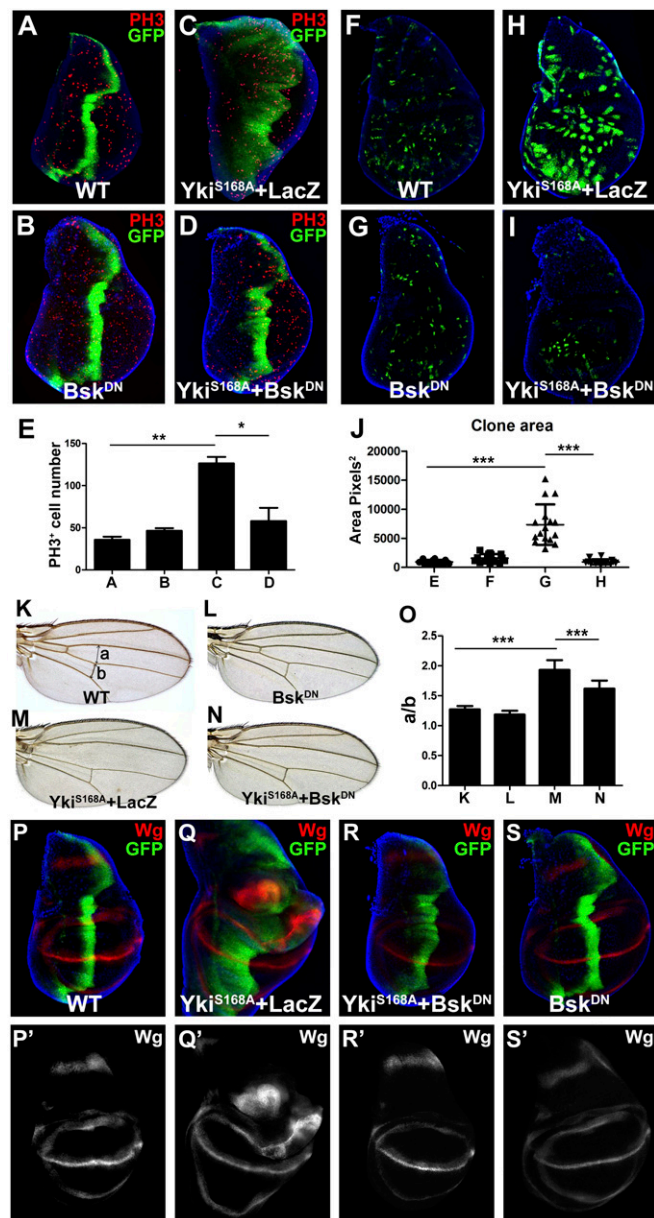 A PH3 GFP WT
C PH3 GFP Yki^S168A+LacZ
F WT
H Yki^S168A+LacZ
B PH3 GFP Bsk^DN
D PH3 GFP Yki^S168A+Bsk^DN
G Bsk^DN
I Yki^S168A+Bsk^DN
E
PH3+ cell number
150
100
50
0
** *
A B C D
J Clone area
Area Pixels²
20000
15000
10000
5000
0
*** ***
E F G H
K a b WT
L Bsk^DN
M Yki^S168A+LacZ
N Yki^S168A+Bsk^DN
O
a/b
2.5
2.0
1.5
1.0
0.5
0.0
*** ***
K L M N
P Wg GFP WT
Q Wg GFP Yki^S168A+LacZ
R Wg GFP Yki^S168A+Bsk^DN
S Wg GFP Bsk^DN
P' Wg
Q' Wg
R' Wg
S' Wg